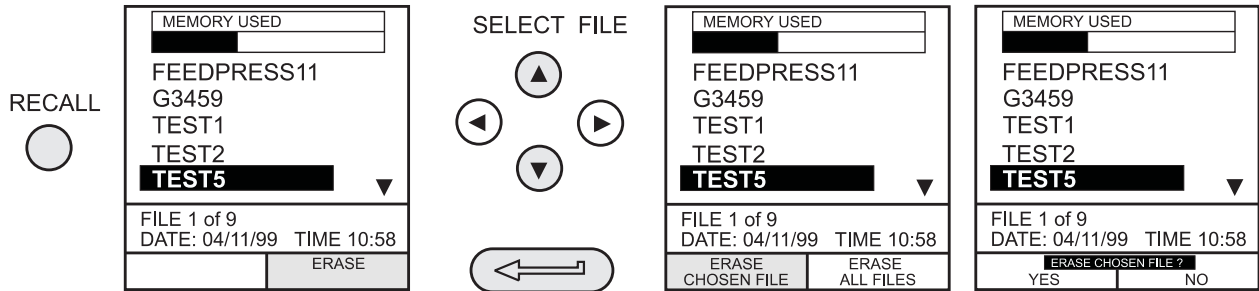 RECALL
MEMORY USED
FEEDPRESS11
G3459
TEST1
TEST2
TEST5
FILE 1 of 9
DATE: 04/11/99 TIME 10:58
ERASE
SELECT FILE
MEMORY USED
FEEDPRESS11
G3459
TEST1
TEST2
TEST5
FILE 1 of 9
DATE: 04/11/99 TIME 10:58
ERASE
CHOSEN FILE
ERASE
ALL FILES
MEMORY USED
FEEDPRESS11
G3459
TEST1
TEST2
TEST5
FILE 1 of 9
DATE: 04/11/99 TIME 10:58
ERASE CHOSEN FILE ?
YES NO